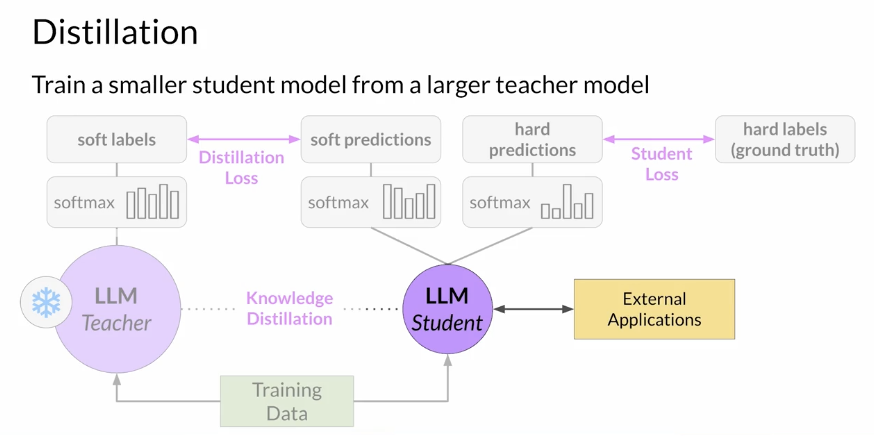 Distillation
Train a smaller student model from a larger teacher model
soft labels
Distillation
Loss
soft predictions
hard
predictions
Student
Loss
hard labels
(ground truth)
softmax
softmax
softmax
LLM
Teacher
Knowledge
Distillation
LLM
Student
External
Applications
Training
Data